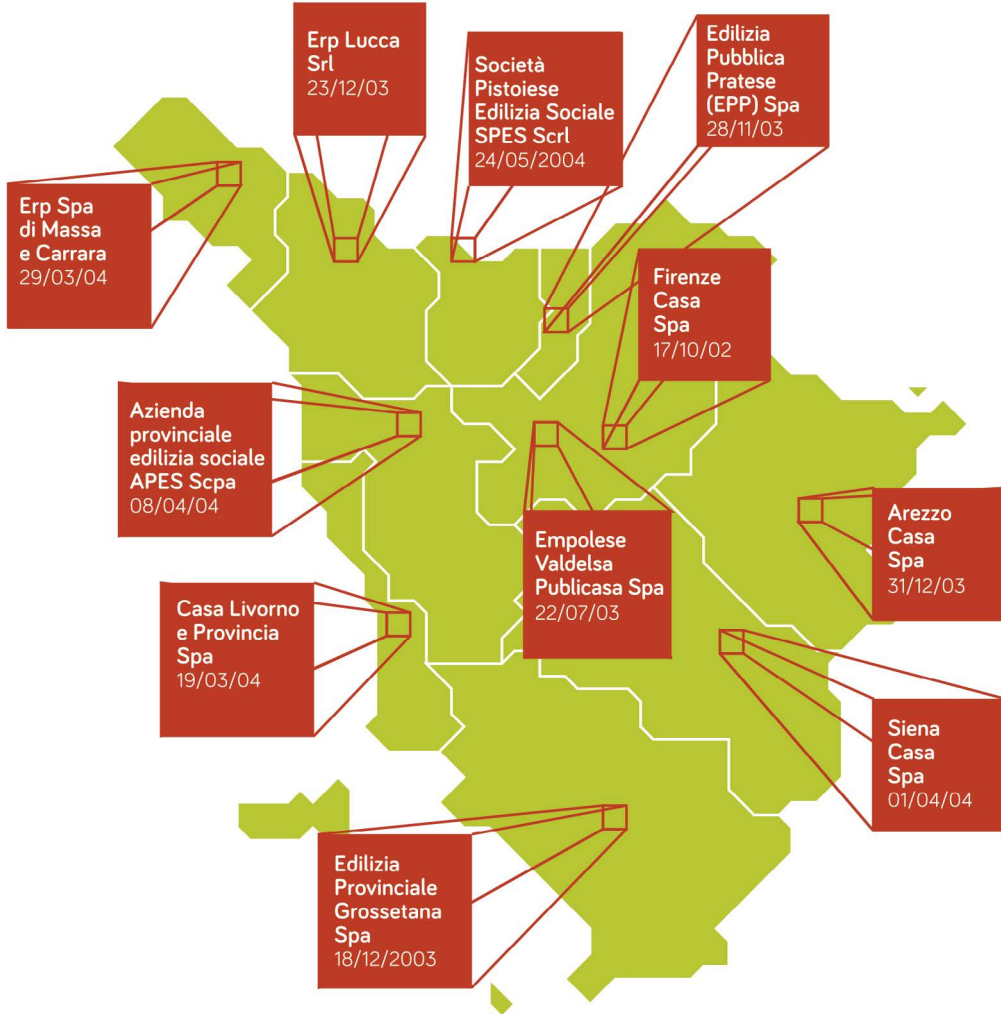 Erp Lucca
Srl
23/12/03
Società
Pistoiese
Edilizia Sociale
SPES Scrl
24/05/2004
Edilizia
Pubblica
Pratese
(EPP) Spa
28/11/03
Erp Spa
di Massa
e Carrara
29/03/04
Firenze
Casa
Spa
17/10/02
Azienda
provinciale
edilizia sociale
APES Scpa
08/04/04
Empolese
Valdelsa
Publicasa Spa
22/07/03
Arezzo
Casa
Spa
31/12/03
Casa Livorno
e Provincia
Spa
19/03/04
Siena
Casa
Spa
01/04/04
Edilizia
Provinciale
Grossetana
Spa
18/12/2003